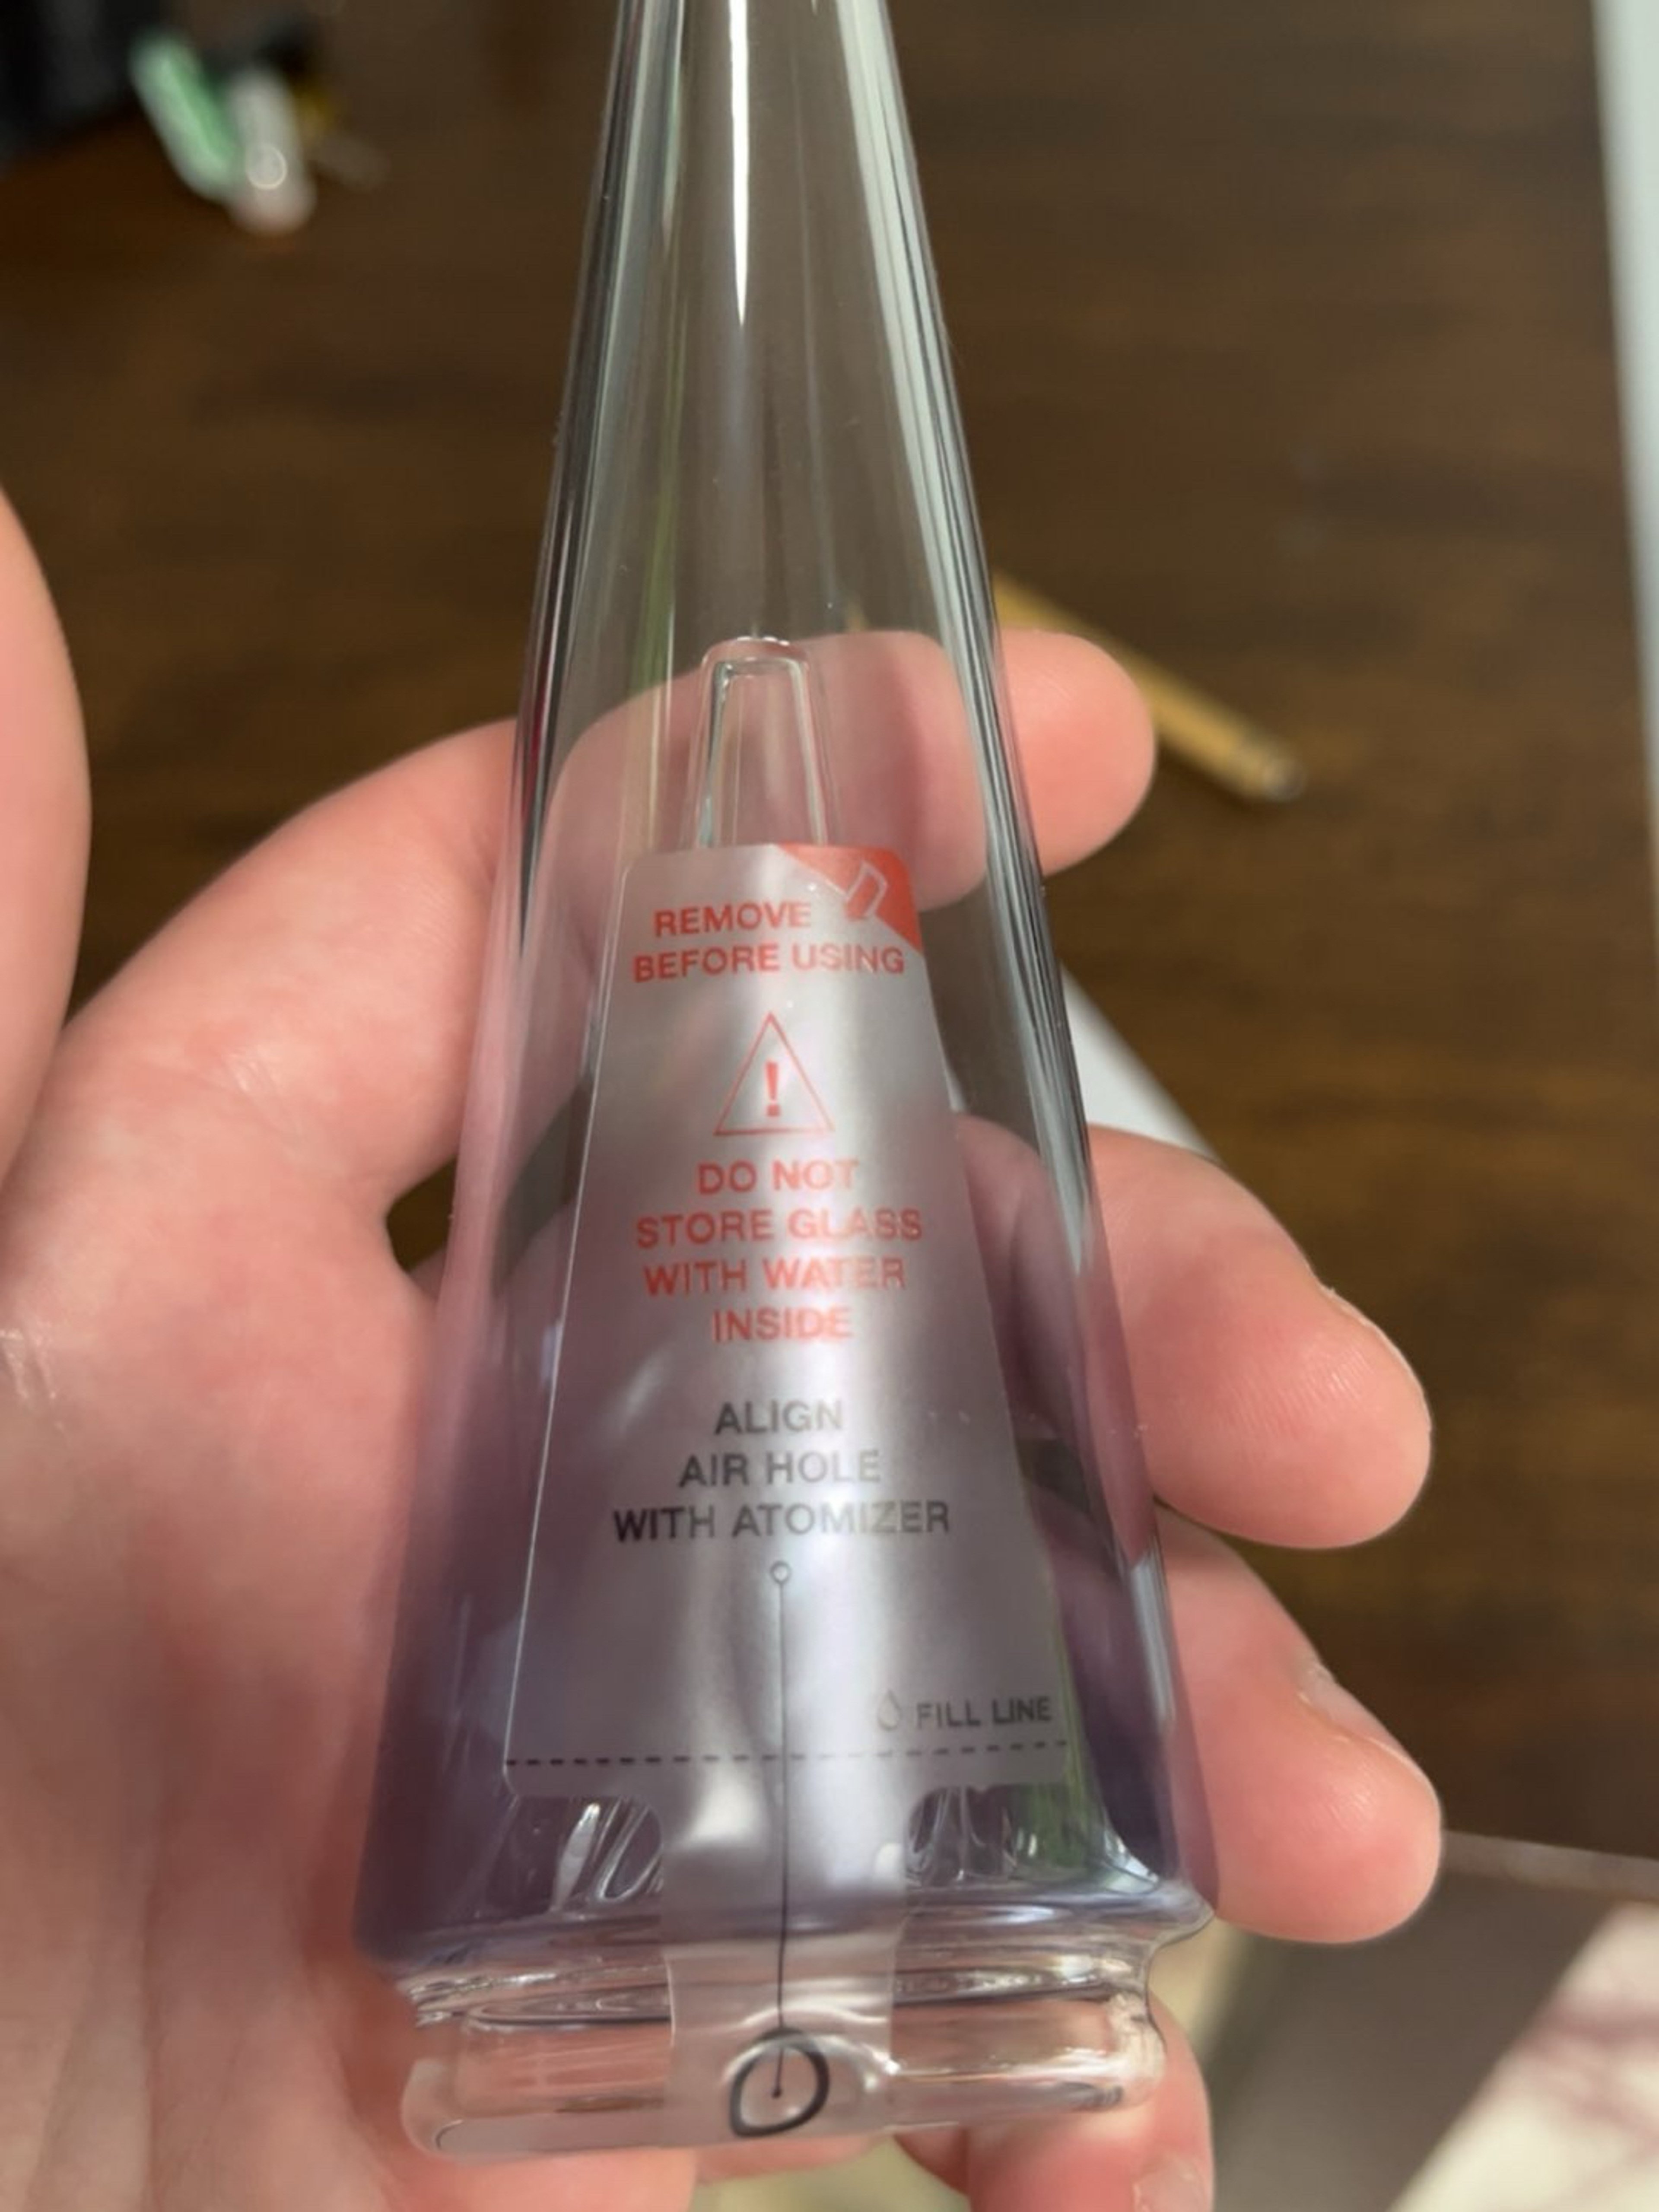 REMOVE
BEFORE USING
!
DO NOT
STORE GLASS
WITH WATER
INSIDE
ALIGN
AIR HOLE
WITH ATOMIZER
FILL LINE